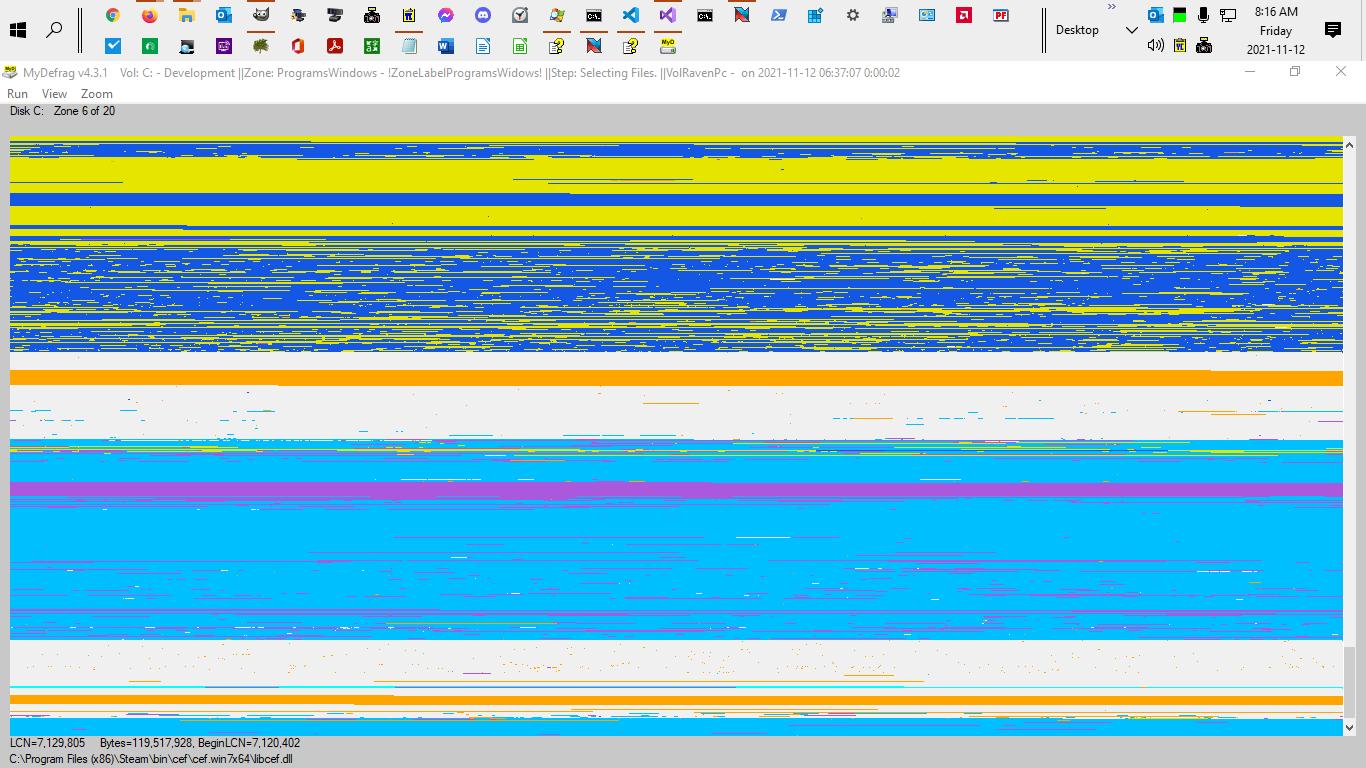 8:16 AM
Desktop
Friday
2021-11-12
MyDefrag v4.3.1 Vol: C: - Development ||Zone: ProgramsWindows - !ZoneLabelProgramsWidows! ||Step: Selecting Files. ||VolRavenPc - on 2021-11-12 06:37:07 0:00:02
Run View Zoom
Disk C: Zone 6 of 20
LCN=7,129,805 Bytes=119,517,928, BeginLCN=7,120,402
C:\Program Files (x86)\Steam\bin\cef\cef.win7x64\libcef.dll